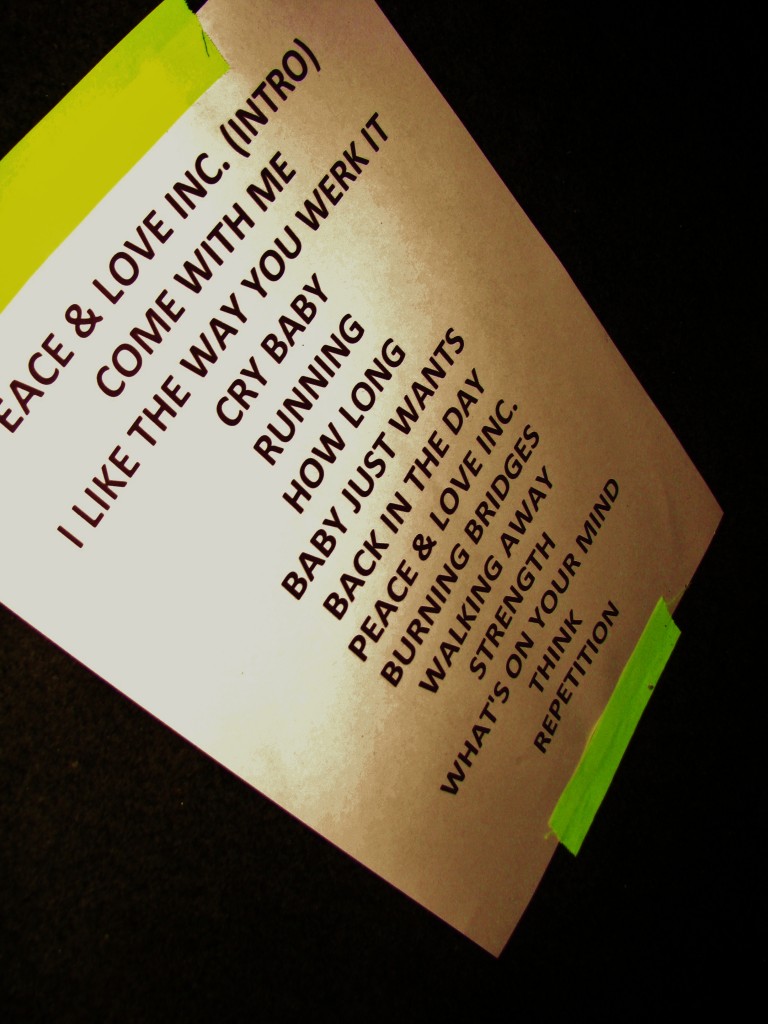 EACE & LOVE INC. (INTRO)
COME WITH ME
I LIKE THE WAY YOU WERK IT
CRY BABY
RUNNING
HOW LONG
BABY JUST WANTS
BACK IN THE DAY
PEACE & LOVE INC.
BURNING BRIDGES
WALKING AWAY
STRENGTH
WHAT'S ON YOUR MIND
THINK
REPETITION